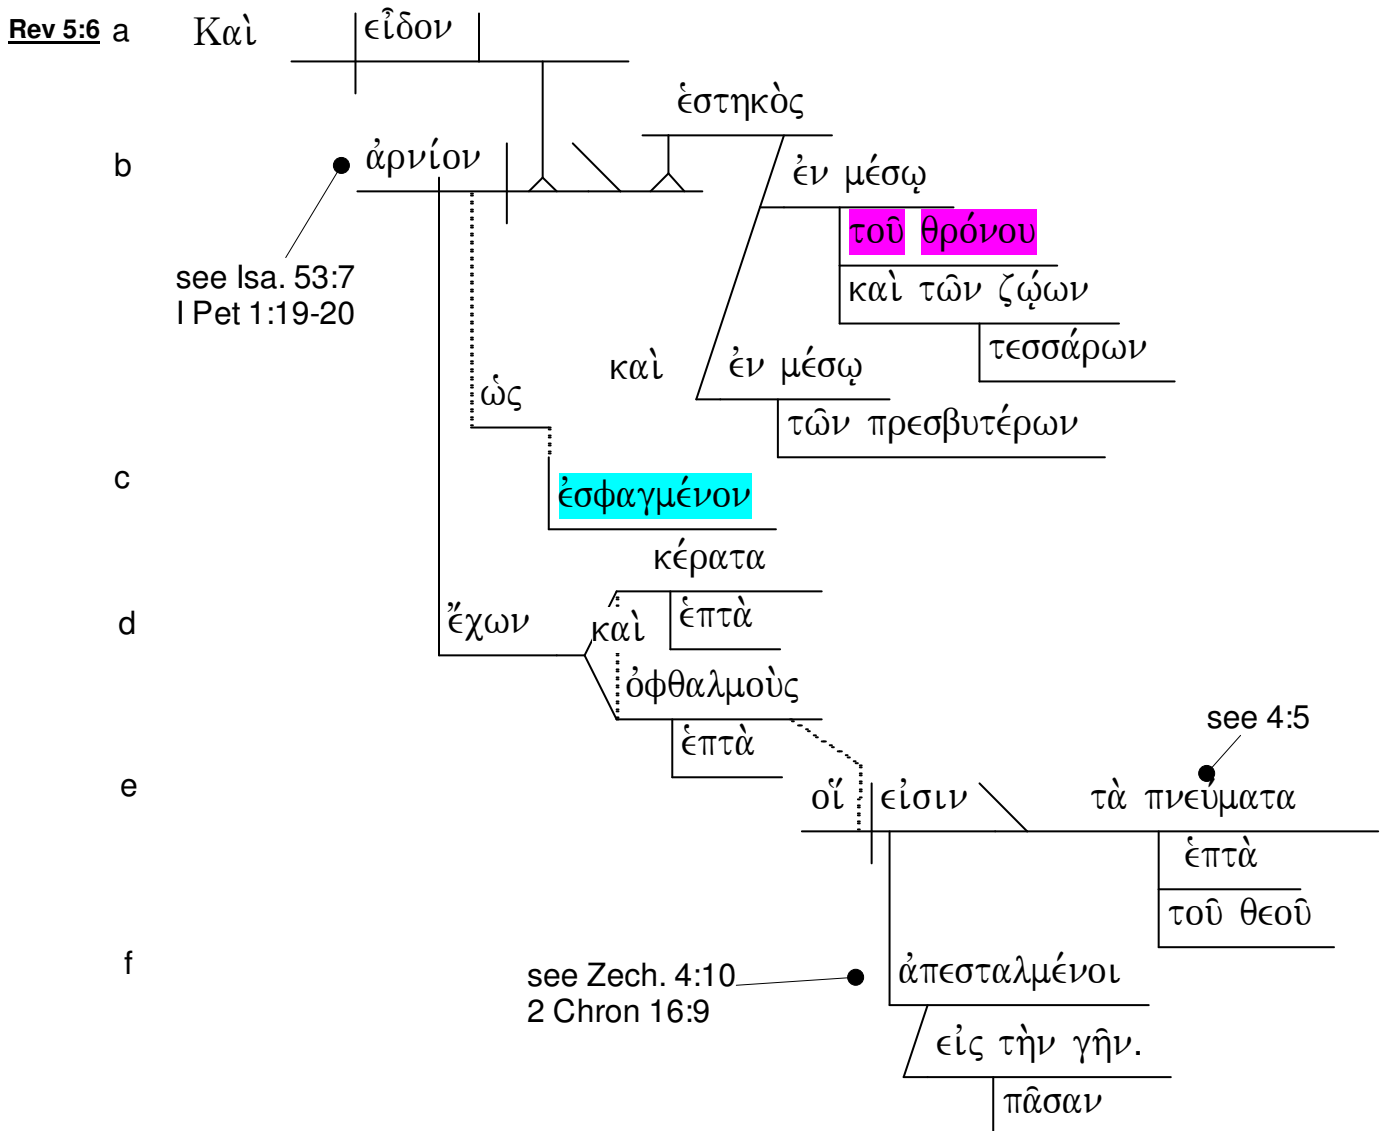 Rev 5:6 a Καὶ εἶδον
ἑστηκὸς
b ἀρνίον
ἐν μέσῳ
τοῦ θρόνου
see Isa. 53:7
I Pet 1:19-20
καὶ τῶν ζῴων
τεσσάρων
καὶ ἐν μέσῳ
ὡς
τῶν πρεσβυτέρων
c
ἐσφαγμένον
κέρατα
d ἔχων καὶ ἑπτὰ
ὀφθαλμοὺς
see 4:5
ἑπτὰ
e οἵ εἰσιν τὰ πνεύματα
ἑπτὰ
τοῦ θεοῦ
f
see Zech. 4:10
2 Chron 16:9
ἀπεσταλμένοι
εἰς τὴν γῆν.
πᾶσαν